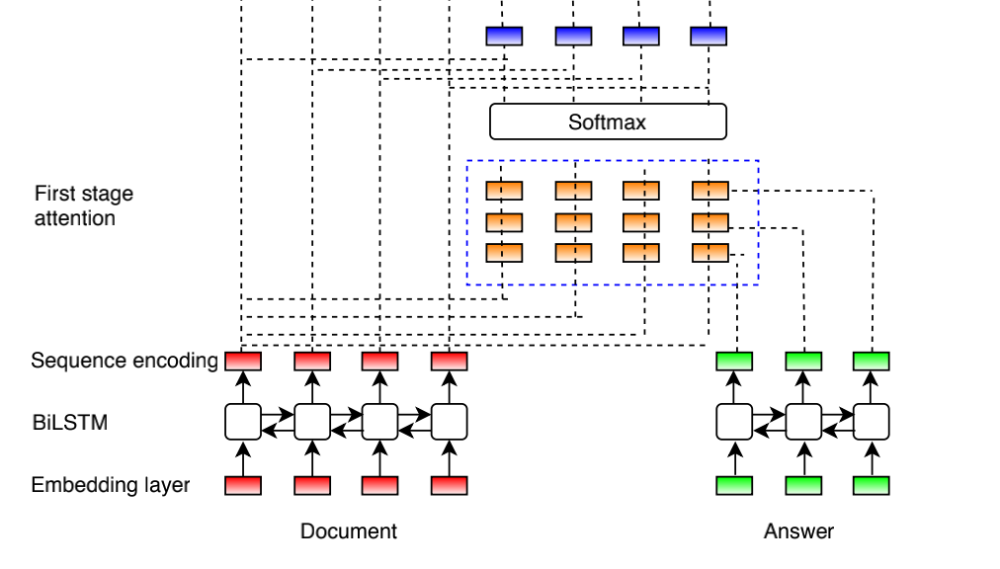 Softmax
First stage
attention
Sequence encoding
BiLSTM
Embedding layer
Document
Answer